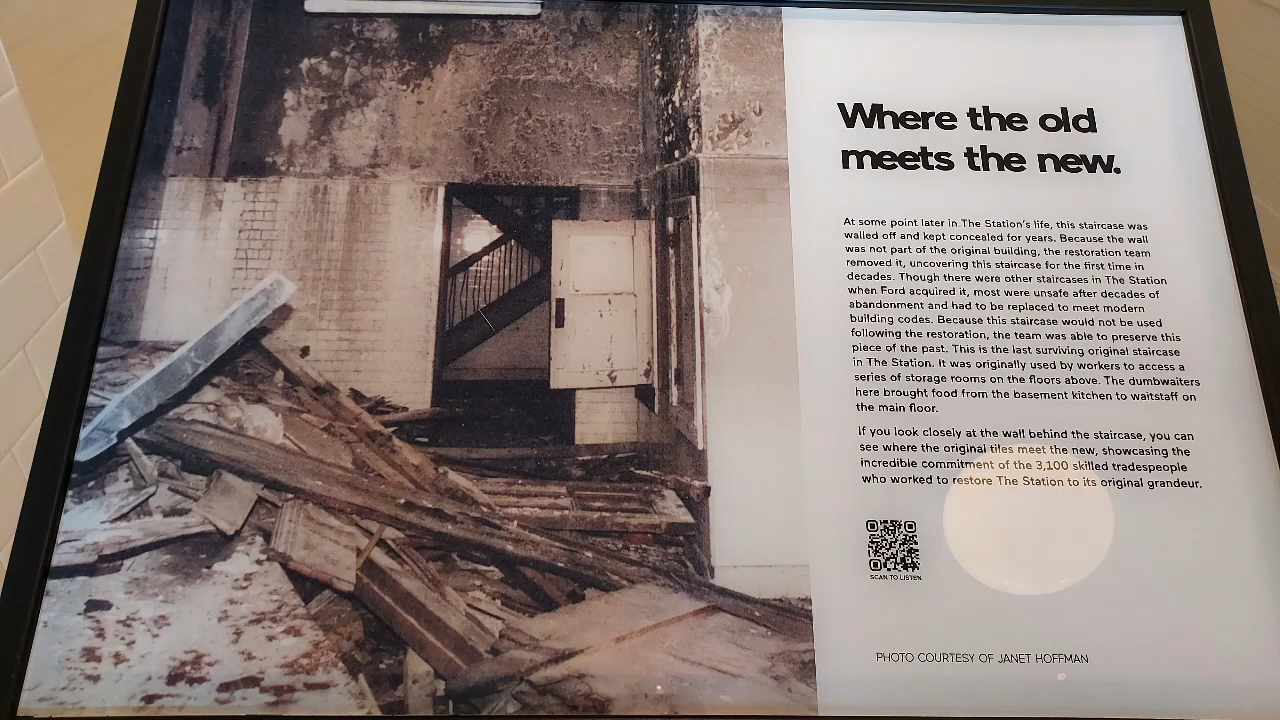 Where the old
meets the new.
At some point later in The Station's life, this staircase was
walled off and kept concealed for years. Because the wall
was not part of the original building, the restoration team
removed it, uncovering this staircase for the first time in
decades. Though there were other staircases in The Station
when Ford acquired it, most were unsafe after decades of
abandonment and had to be replaced to meet modern
building codes. Because this staircase would not be used
following the restoration, the team was able to preserve this
piece of the past. This is the last surviving original staircase
in The Station. It was originally used by workers to access a
series of storage rooms on the floors above. The dumbwaiters
here brought food from the basement kitchen to waitstaff on
the main floor.
If you look closely at the wall behind the staircase, you can
see where the original tiles meet the new, showcasing the
incredible commitment of the 3,100 skilled tradespeople
who worked to restore The Station to its original grandeur.
SCAN TO LISTEN
PHOTO COURTESY OF JANET HOFFMAN